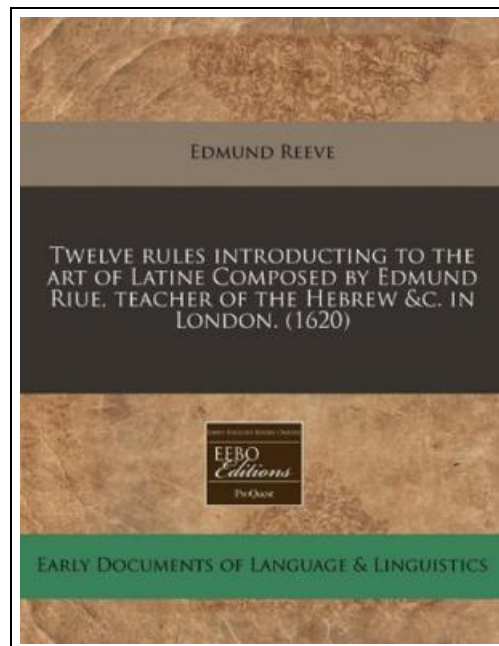 EDMUND REEVE
TWELVE RULES INTRODUCTING TO THE
ART OF LATINE COMPOSED BY EDMUND
RIUE, TEACHER OF THE HEBREW &C. IN
LONDON. (1620)
EEBO
Editions
ProQuest
EARLY DOCUMENTS OF LANGUAGE & LINGUISTICS